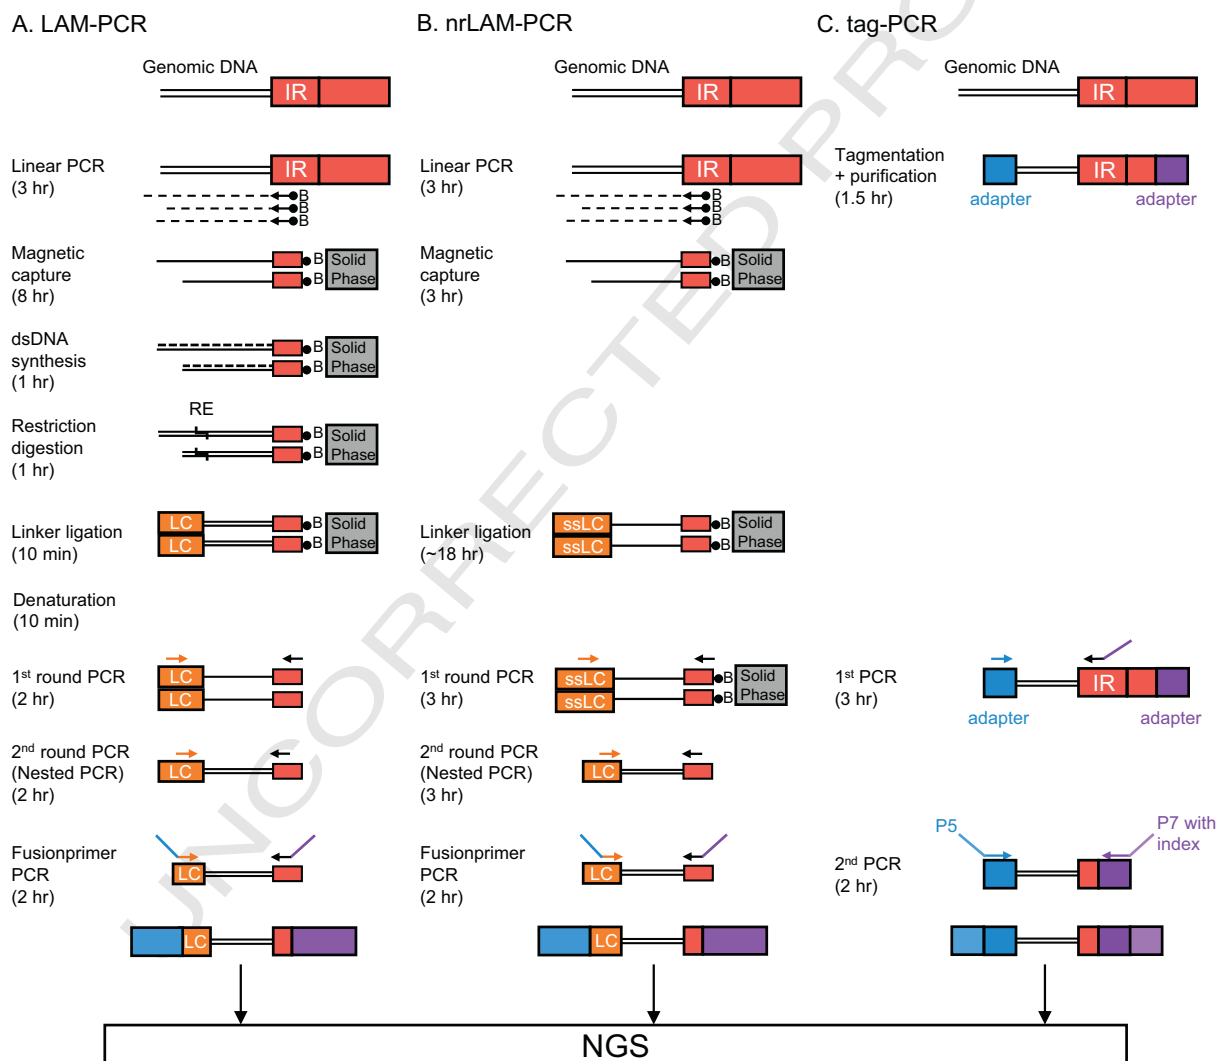 A. LAM-PCR
Genomic DNA
IR
Linear PCR
(3 hr)
IR
B
B
B
Magnetic
capture
(8 hr)
B
B
Solid
Phase
dsDNA
synthesis
(1 hr)
B
B
Solid
Phase
RE
Restriction
digestion
(1 hr)
B
B
Solid
Phase
Linker ligation
(10 min)
LC
LC
B
B
Solid
Phase
Denaturation
(10 min)
1st round PCR
(2 hr)
LC
LC
2nd round PCR
(Nested PCR)
(2 hr)
LC
Fusionprimer
PCR
(2 hr)
LC
LC
B. nrLAM-PCR
Genomic DNA
IR
Linear PCR
(3 hr)
IR
B
B
B
Magnetic
capture
(3 hr)
B
B
Solid
Phase
Linker ligation
(~18 hr)
ssLC
ssLC
B
B
Solid
Phase
1st round PCR
(3 hr)
ssLC
ssLC
B
B
Solid
Phase
2nd round PCR
(Nested PCR)
(3 hr)
LC
Fusionprimer
PCR
(2 hr)
LC
LC
C. tag-PCR
Genomic DNA
IR
Tagmentation
+ purification
(1.5 hr)
IR
adapter
adapter
1st PCR
(3 hr)
IR
adapter
adapter
P5
P7 with
index
2nd PCR
(2 hr)
NGS
UNCORRECTED PRO